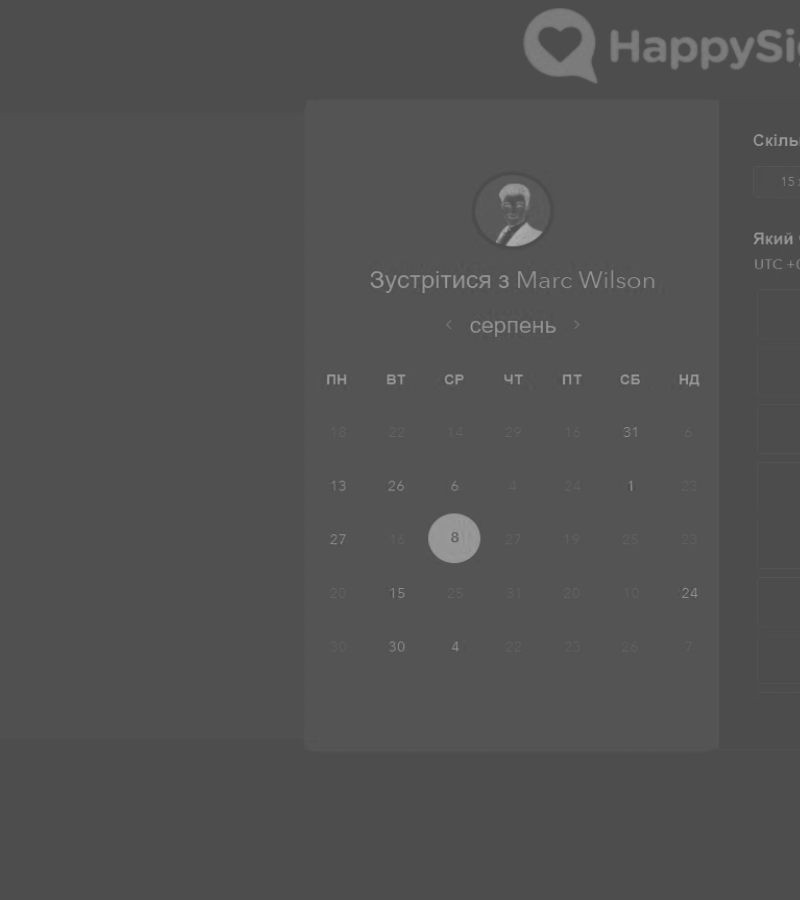 HappySi
Зустрітися з Marc Wilson
серпень
ПН ВТ СР ЧТ ПТ СБ НД
18 22 14 29 16 31 6
13 26 6 4 24 1 23
27 16 8 27 19 25 23
20 15 25 31 20 10 24
30 30 4 22 23 26 7
Скіль
15
Який
UTC +0